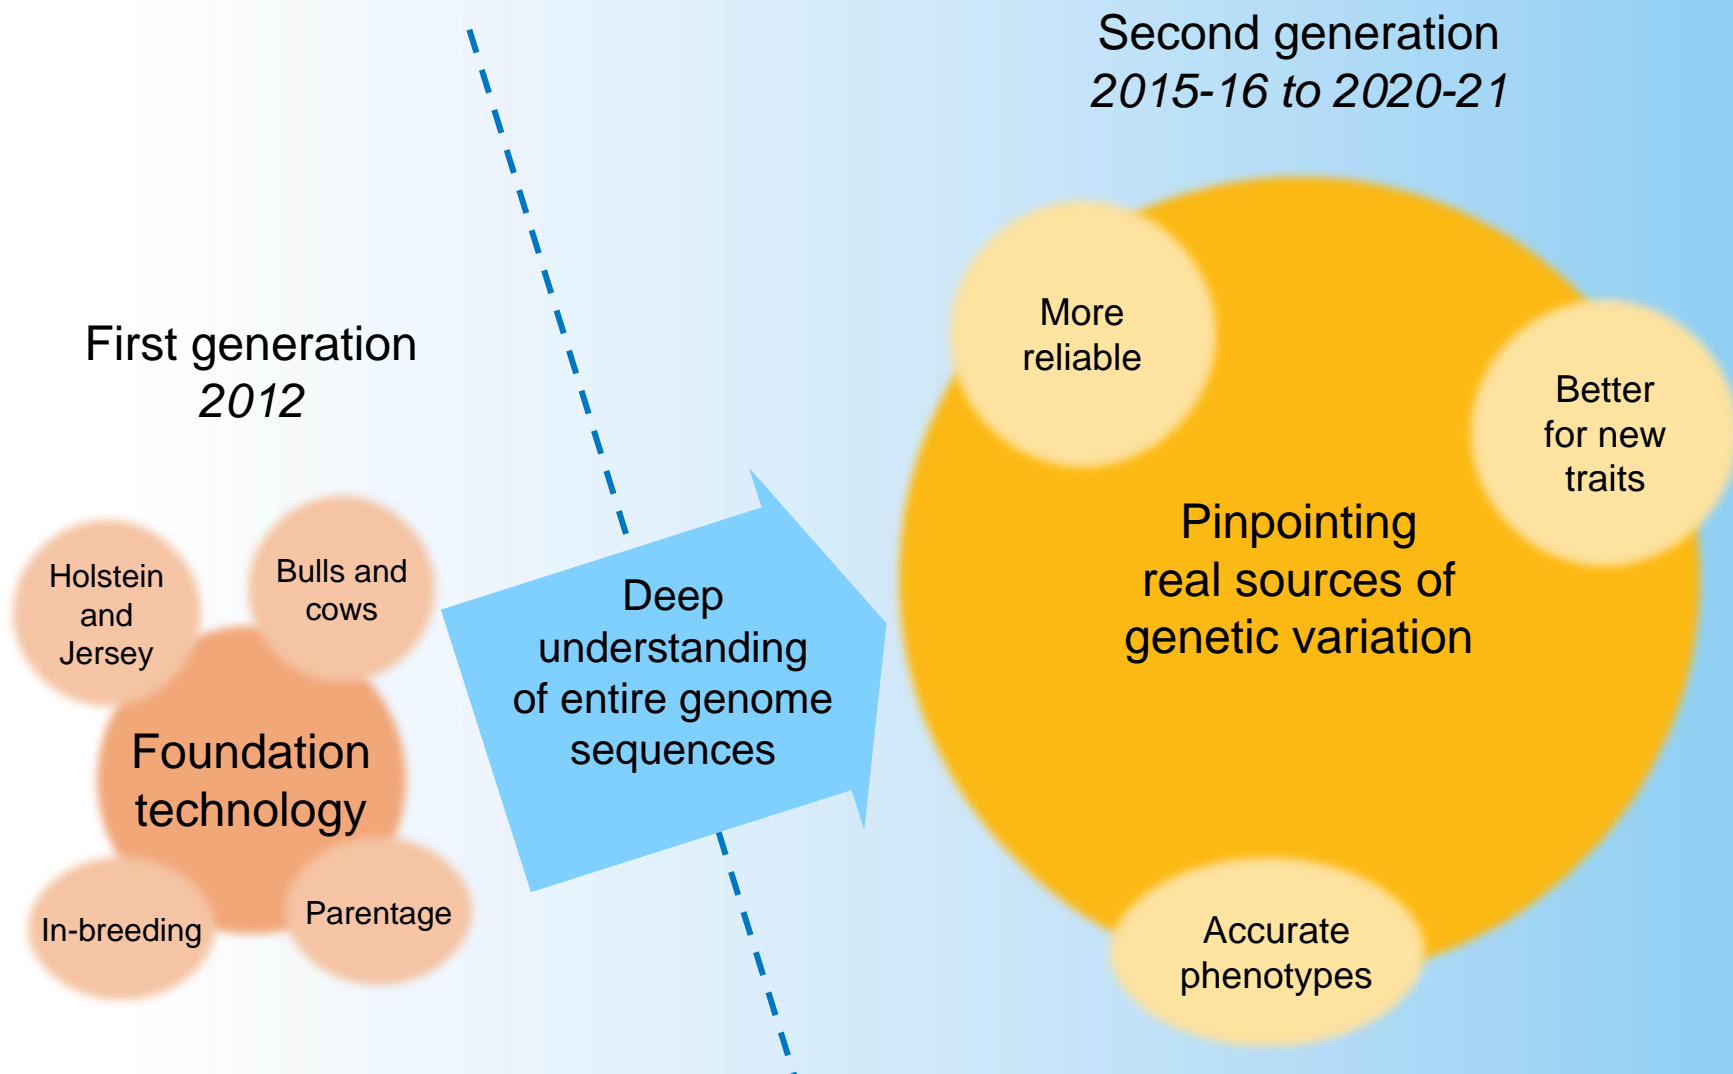 First generation
2012
Holstein
and
Jersey
Bulls and
cows
Foundation
technology
In-breeding
Parentage
Deep
understanding
of entire genome
sequences
Second generation
2015-16 to 2020-21
More
reliable
Better
for new
traits
Pinpointing
real sources of
genetic variation
Accurate
phenotypes